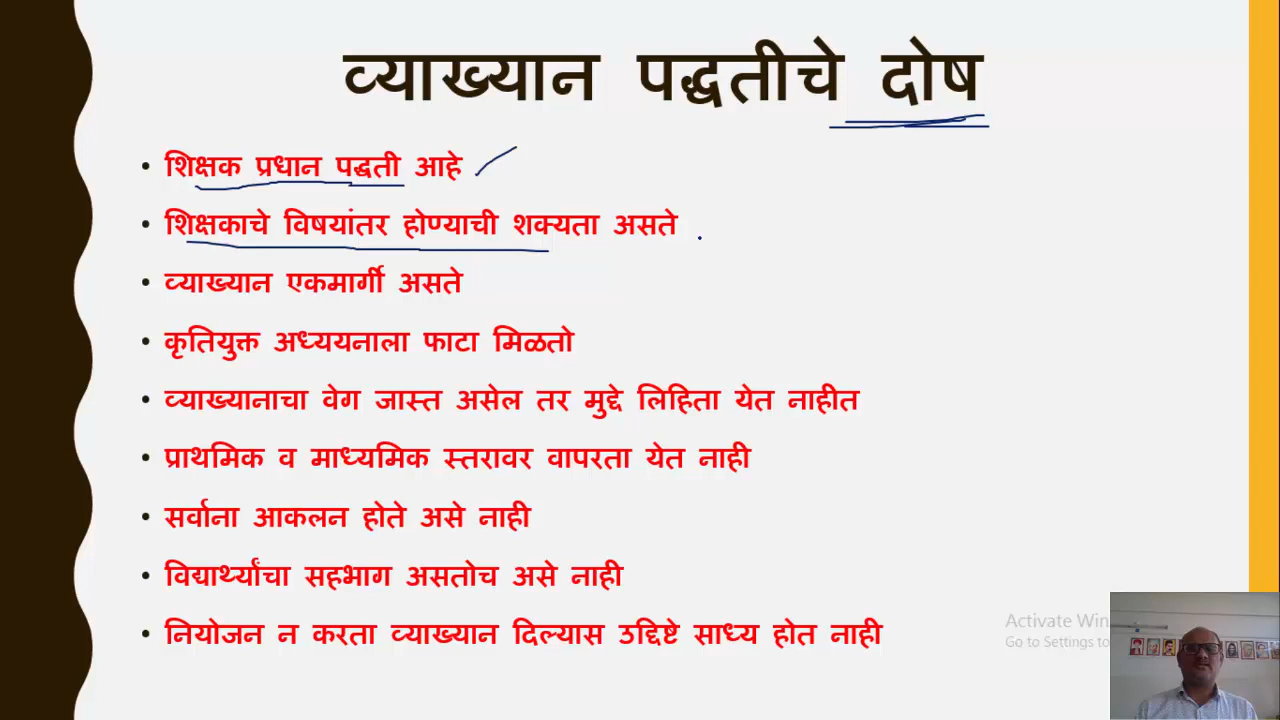 व्याख्यान पद्धतीचे दोष
• शिक्षक प्रधान पद्धती आहे
• शिक्षकाचे विषयांतर होण्याची शक्यता असते
• व्याख्यान एकमार्गी असते
• कृतियुक्त अध्ययनाला फाटा मिळतो
• व्याख्यानाचा वेग जास्त असेल तर मुद्दे लिहिता येत नाहीत
• प्राथमिक व माध्यमिक स्तरावर वापरता येत नाही
• सर्वाना आकलन होते असे नाही
• विद्यार्थ्यांचा सहभाग असतोच असे नाही
• नियोजन न करता व्याख्यान दिल्यास उद्दिष्टे साध्य होत नाही
Activate Win
Go to Settings to